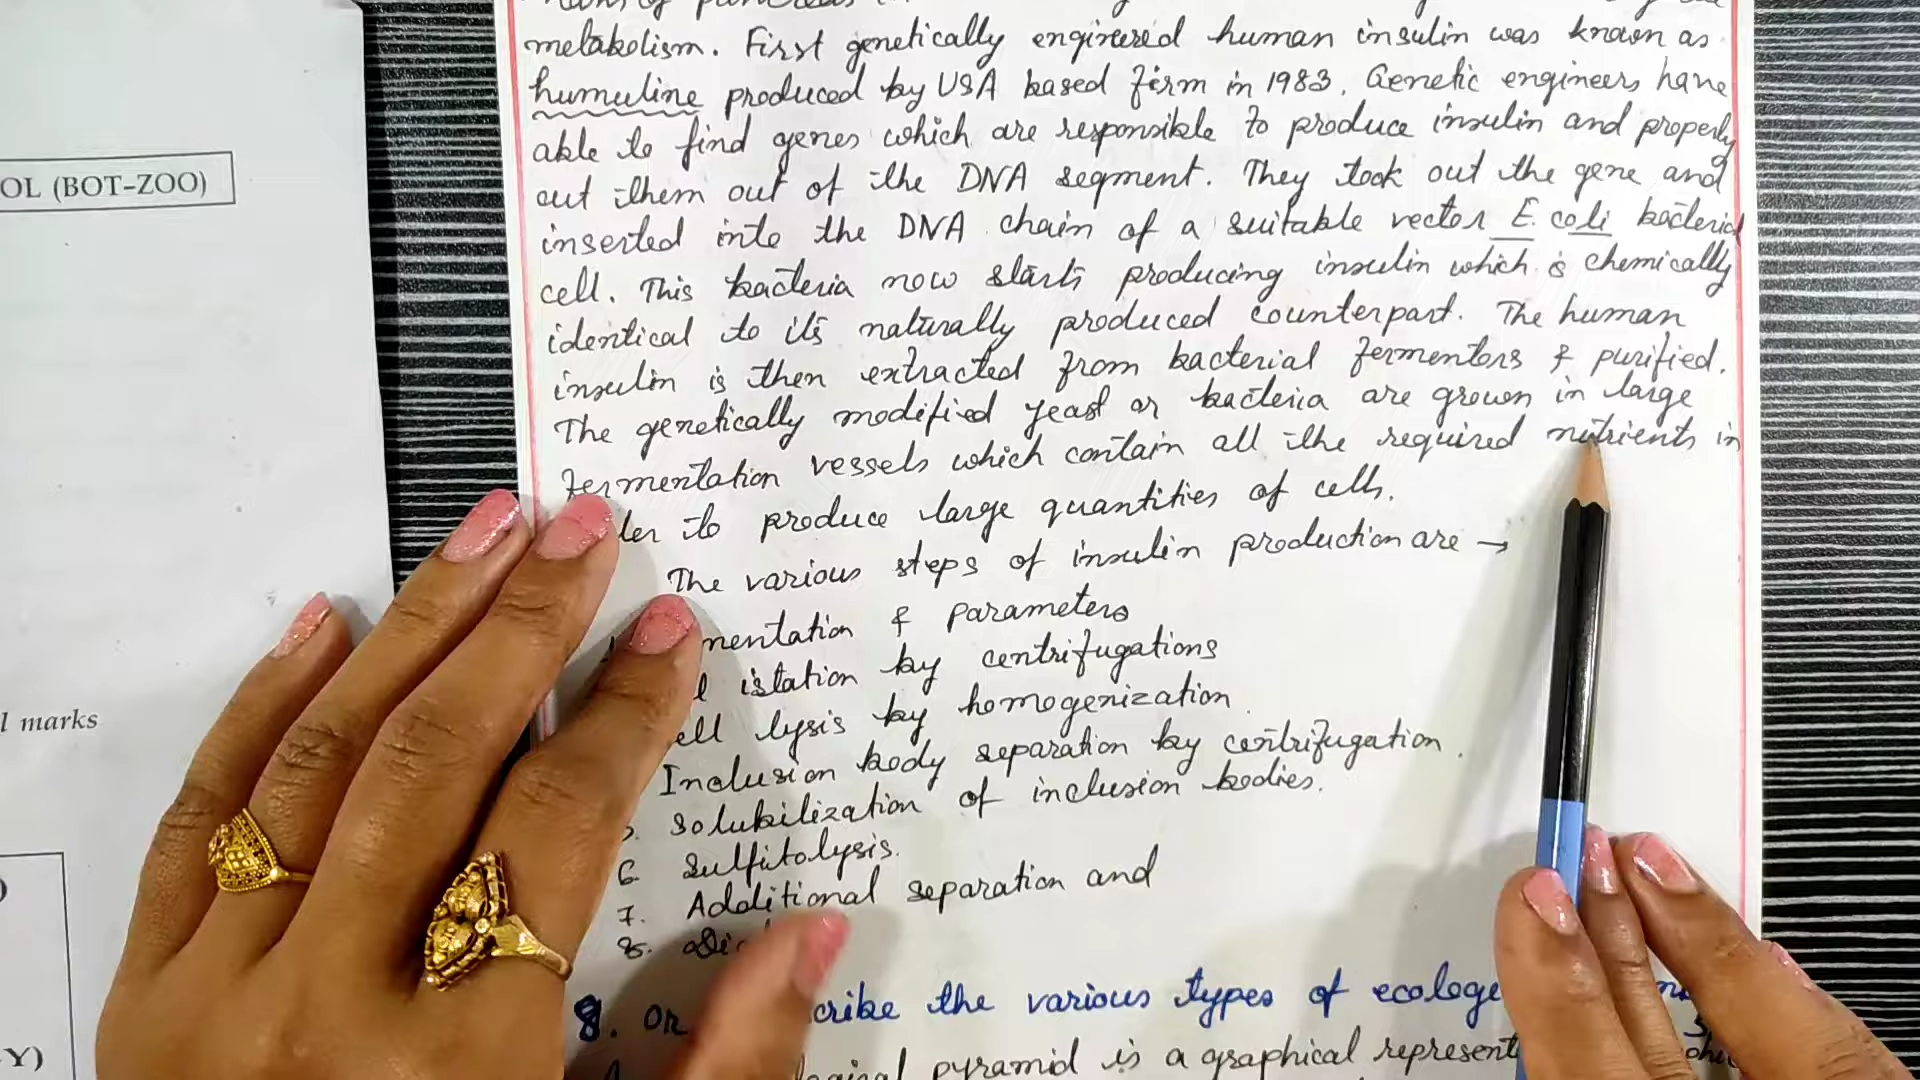 metabolism. First genetically engineered human insulin was known as
humuline produced by USA based firm in 1983. Genetic engineers have
able to find genes which are responsible to produce insulin and properly
cut them out of the DNA segment. They took out the gene and
inserted into the DNA chain of a suitable vector E. coli bacterial
cell. This bacteria now starts producing insulin which is chemically
identical to its naturally produced counterpart. The human
insulin is then extracted from bacterial fermentors & purified.
The genetically modified yeast or bacteria are grown in large
fermentation vessels which contain all the required nutrients in
der to produce large quantities of cells.
The various steps of insulin production are →
mentation & parameters
l istation by centrifugations
ell lysis by homogenization.
Inclusion body separation by centrifugation.
5. Solubilization of inclusion bodies.
6. Sulfitolysis.
7. Additional separation and
8.
8. Or cribe the various types of ecologe
logical pyramid is a graphical represent
OL (BOT-ZOO)
l marks
Y)